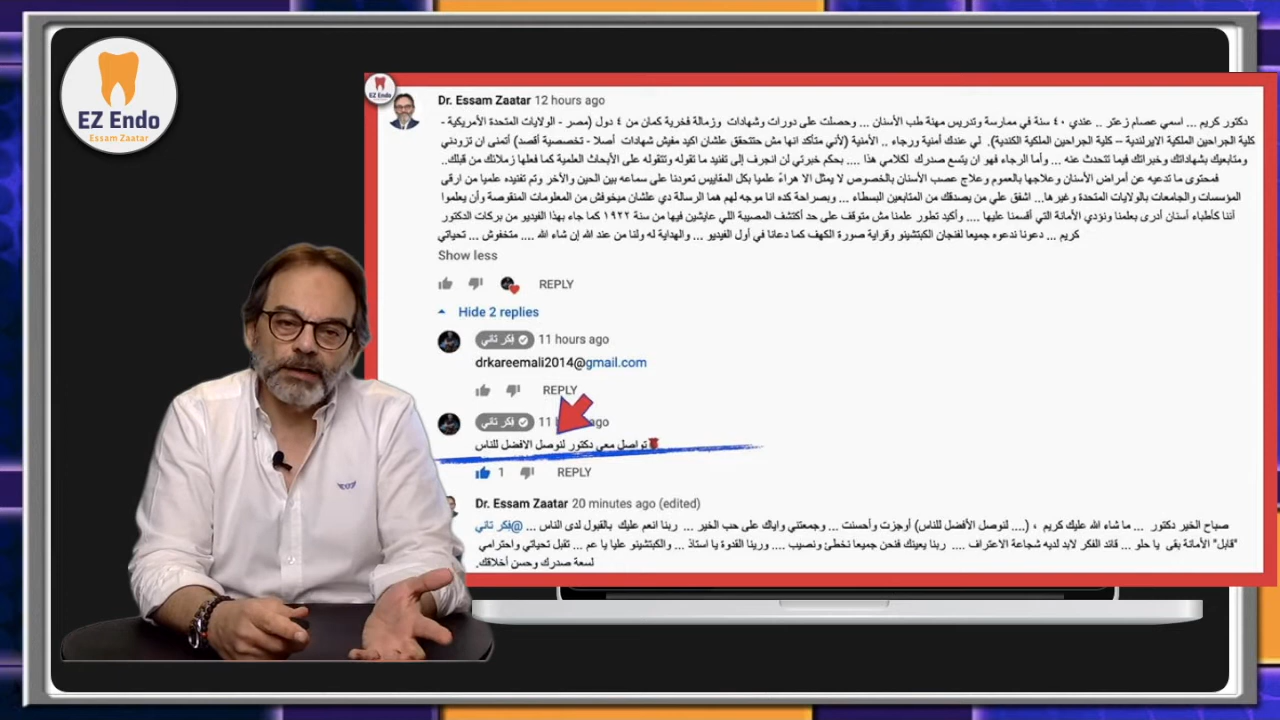 EZ Endo
Essam Zaatar
EZ Endo
Dr. Essam Zaatar 12 hours ago
دكتور كريم ... اسمي عصام زعتر .. عندي ٤٠ سنة في ممارسة وتدريس مهنة طب الأسنان ... وحصلت على دورات وشهادات وزمالة فخرية كمان من ٤ دول (مصر - الولايات المتحدة الأمريكية -
كلية الجراحين الملكية الايرلندية -- كلية الجراحين الملكية الكندية). لي عندك أمنية ورجاء .. الأمنية (لأني متأكد انها مش حتتحقق علشان اكيد مفيش شهادات أصلا - تخصصية أقصد) أتمنى ان تزودني
ومتابعيك بشهاداتك وخبراتك فيما تتحدث عنه ... وأما الرجاء فهو ان يتسع صدرك لكلامي هذا .... بحكم خبرتي لن انجرف إلى تفنيد ما تقوله وتتقوله على الأبحاث العلمية كما فعلها زملائك من قبلك..
فمحتوى ما تدعيه عن أمراض الأسنان وعلاجها بالعموم وعلاج عصب الأسنان بالخصوص لا يمثل الا هراءً علميا بكل المقاييس تعودنا على سماعه بين الحين والآخر وتم تفنيده علميا من ارقى
المؤسسات والجامعات بالولايات المتحدة وغيرها... اشفق علي من يصدقك من المتابعين البسطاء ... وبصراحة كده انا موجه لهم هما الرسالة دي علشان ميخوفش من المعلومات المنقوصة وأن يعلموا
أننا كأطباء أسنان أدرى بعلمنا ونؤدي الأمانة التي أقسمنا عليها .... وأكيد تطور علمنا مش متوقف على حد أكتشف المصيبة اللي عايشين فيها من سنة ١٩٢٢ كما جاء بهذا الفيديو من بركات الدكتور
كريم ... دعونا ندعوه جميعا لفنجان الكبتشينو وقراية صورة الكهف كما دعانا في أول الفيديو ... والهداية له ولنا من عند الله إن شاء الله .... متخفوش ... تحياتي
Show less
REPLY
Hide 2 replies
فكر تاني 11 hours ago
drkareemali2014@gmail.com
REPLY
فكر تاني ago
تواصل معي دكتور لنوصل الافضل للناس
1 REPLY
Dr. Essam Zaatar 20 minutes ago (edited)
@فكر تاني صباح الخير دكتور ... ما شاء الله عليك كريم ، (.... لنوصل الأفضل للناس) أوجزت وأحسنت ... وجمعتني واياك على حب الخير ... ربنا انعم عليك بالقبول لدى الناس ...
"قابل" الأمانة بقى يا حلو ... قائد الفكر لابد لديه شجاعة الاعتراف .... ربنا يعينك فنحن جميعا نخطئ ونصيب .... ورينا القدوة يا استاذ ... والكبتشينو عليا يا عم ... تقبل تحياتي واحترامي
لسعة صدرك وحسن أخلاقك.